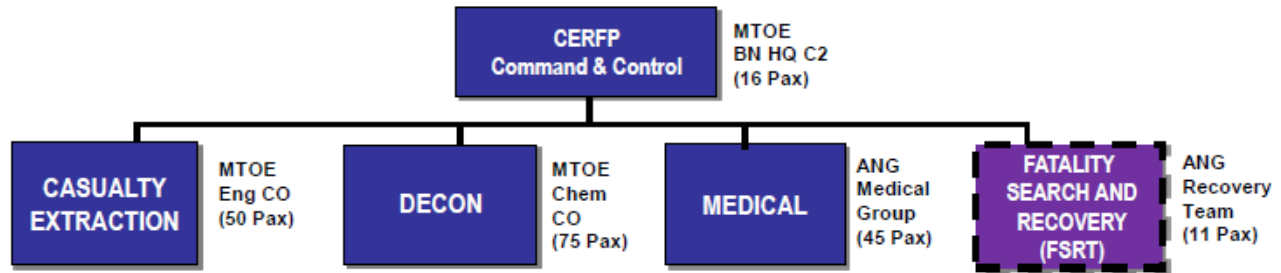 CERFP
Command & Control
MTOE
BN HQ C2
(16 Pax)
CASUALTY
EXTRACTION
MTOE
Eng CO
(50 Pax)
DECON
MTOE
Chem
CO
(75 Pax)
MEDICAL
ANG
Medical
Group
(45 Pax)
FATALITY
SEARCH AND
RECOVERY
(FSRT)
ANG
Recovery
Team
(11 Pax)